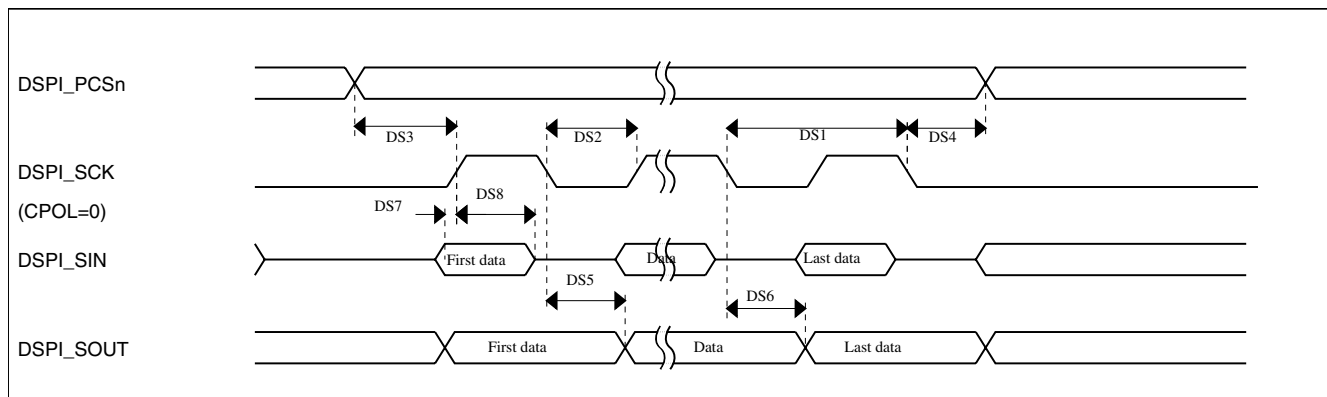 DSPI_PCSn
DS3
DS2
DS1
DS4
DSPI_SCK
(CPOL=0)
DS7
DS8
DSPI_SIN
First data
Data
Last data
DS5
DS6
DSPI_SOUT
First data
Data
Last data